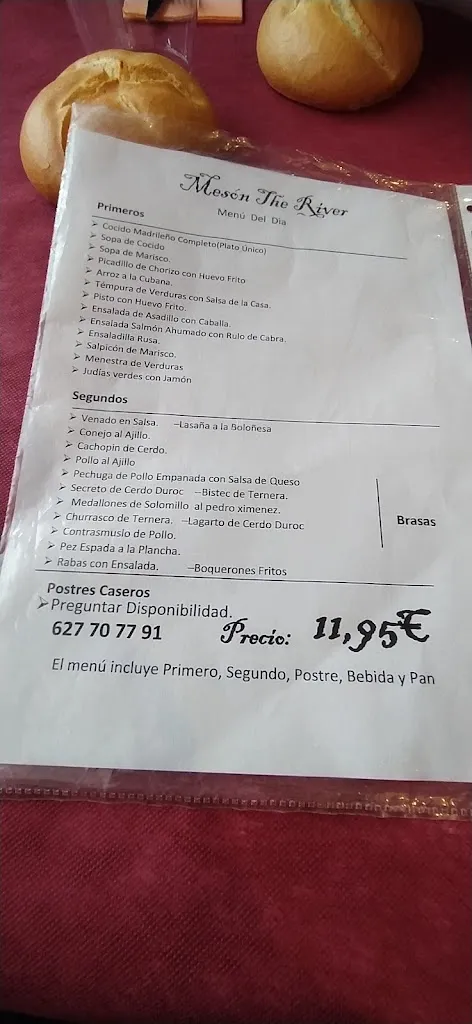 Mesón The River
Menú Del Dia
Primeros
➢ Cocido Madrileño Completo(Plato Único)
➢ Sopa de Cocido
➢ Sopa de Marisco.
➢ Picadillo de Chorizo con Huevo Frito
➢ Arroz a la Cubana.
➢ Témpura de Verduras con Salsa de la Casa.
➢ Pisto con Huevo Frito.
➢ Ensalada de Asadillo con Caballa.
➢ Ensalada Salmón Ahumado con Rulo de Cabra.
➢ Ensaladilla Rusa.
➢ Salpicón de Marisco.
➢ Menestra de Verduras
➢ Judías verdes con Jamón
Segundos
➢ Venado en Salsa. –Lasaña a la Boloñesa
➢ Conejo al Ajillo.
➢ Cachopin de Cerdo.
➢ Pollo al Ajillo
➢ Pechuga de Pollo Empanada con Salsa de Queso
➢ Secreto de Cerdo Duroc –Bistec de Ternera.
➢ Medallones de Solomillo al pedro ximenez.
➢ Churrasco de Ternera. –Lagarto de Cerdo Duroc
➢ Contrasmuslo de Pollo.
➢ Pez Espada a la Plancha.
➢ Rabas con Ensalada. –Boquerones Fritos
Brasas
Postres Caseros
➢Preguntar Disponibilidad.
627 70 77 91 Precio: 11,95€
El menú incluye Primero, Segundo, Postre, Bebida y Pan